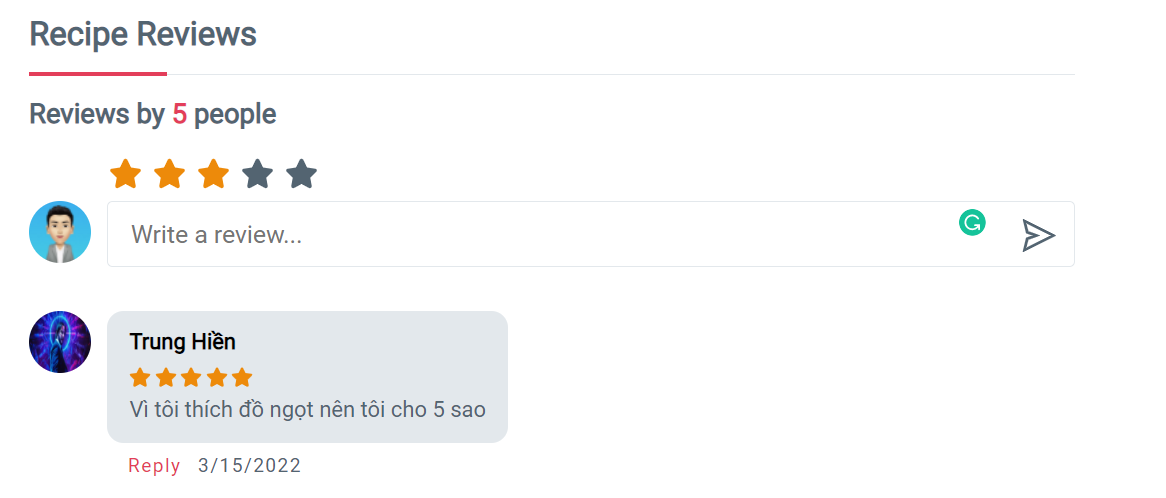 Recipe Reviews
Reviews by 5 people
Write a review...
Trung Hiền
Vì tôi thích đồ ngọt nên tôi cho 5 sao
Reply 3/15/2022